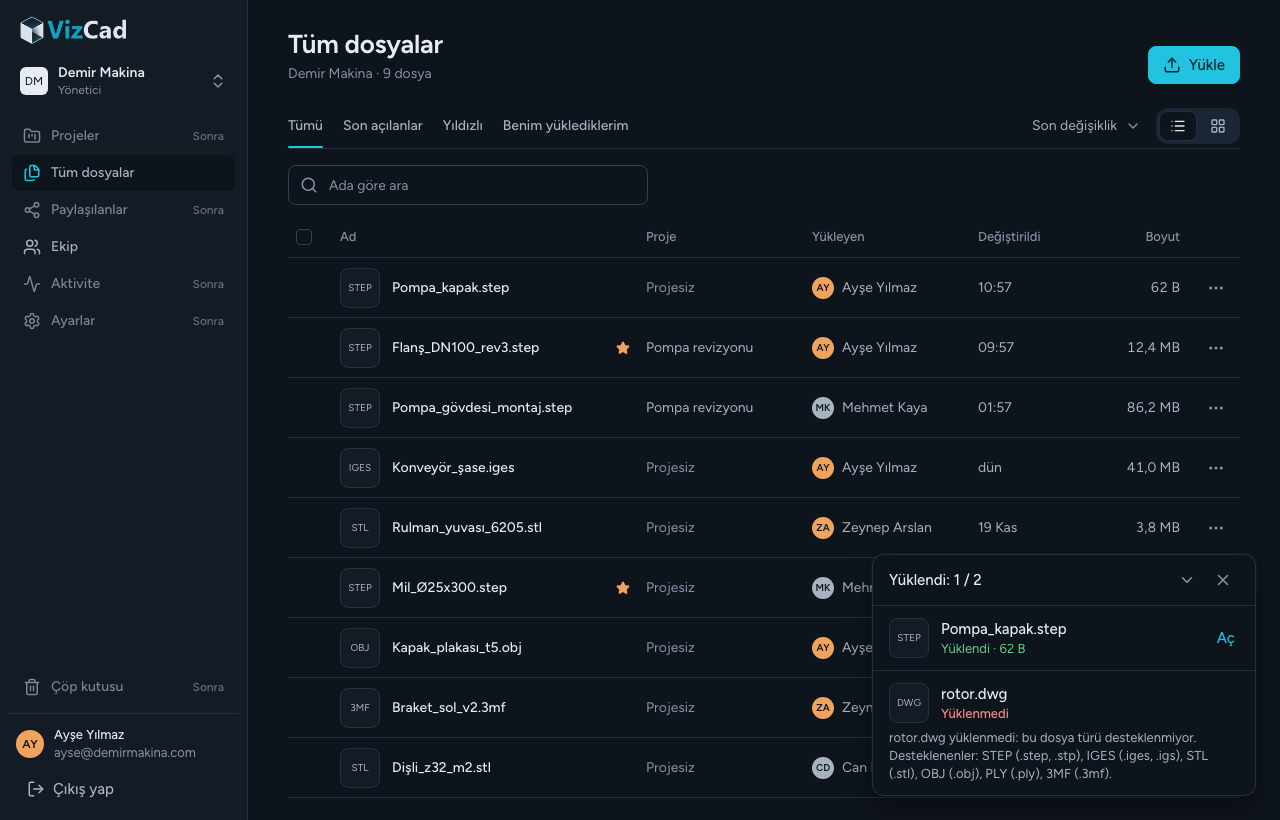 VizCad
DM
Demir Makina
Yönetici
Projeler Sonra
Tüm dosyalar
Paylaşılanlar Sonra
Ekip
Aktivite Sonra
Ayarlar Sonra
Çöp kutusu Sonra
AY
Ayşe Yılmaz
ayse@demirmakina.com
Çıkış yap
Tüm dosyalar
Demir Makina · 9 dosya
Yükle
Tümü Son açılanlar Yıldızlı Benim yüklediklerim Son değişiklik
Ada göre ara
Ad Proje Yükleyen Değiştirildi Boyut
STEP Pompa_kapak.step Projesiz AY Ayşe Yılmaz 10:57 62 B
STEP Flanş_DN100_rev3.step Pompa revizyonu AY Ayşe Yılmaz 09:57 12,4 MB
STEP Pompa_gövdesi_montaj.step Pompa revizyonu MK Mehmet Kaya 01:57 86,2 MB
IGES Konveyör_şase.iges Projesiz AY Ayşe Yılmaz dün 41,0 MB
STL Rulman_yuvası_6205.stl Projesiz ZA Zeynep Arslan 19 Kas 3,8 MB
STEP Mil_Ø25x300.step Projesiz MK Mehm
OBJ Kapak_plakası_t5.obj Projesiz AY Ayşe
3MF Braket_sol_v2.3mf Projesiz ZA Zeyn
STL Dişli_z32_m2.stl Projesiz CD Can
Yüklendi: 1 / 2
STEP Pompa_kapak.step Aç
Yüklendi · 62 B
DWG rotor.dwg
Yüklenmedi
rotor.dwg yüklenmedi: bu dosya türü desteklenmiyor.
Desteklenenler: STEP (.step, .stp), IGES (.iges, .igs), STL
(.stl), OBJ (.obj), PLY (.ply), 3MF (.3mf).